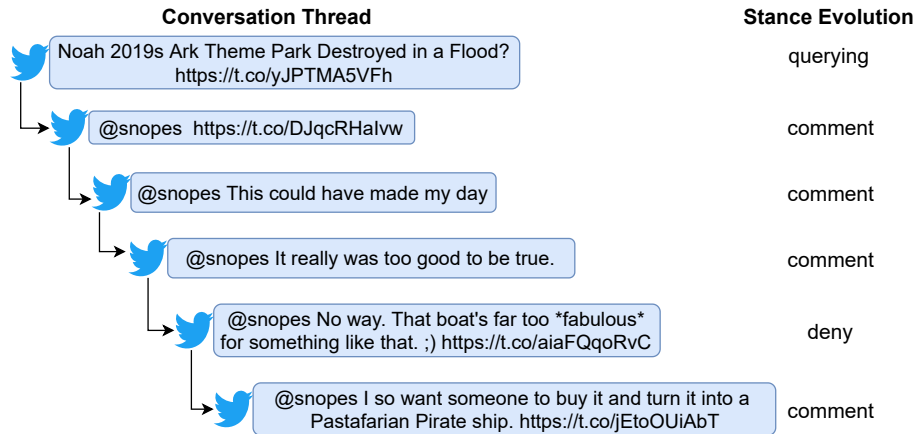 Conversation Thread
Stance Evolution
Noah 2019s Ark Theme Park Destroyed in a Flood?
https://t.co/yJPTMA5VFh
querying
@snopes https://t.co/DJqcRHaIvw
comment
@snopes This could have made my day
comment
@snopes It really was too good to be true.
comment
@snopes No way. That boat's far too *fabulous*
for something like that. ;) https://t.co/aiaFQqoRvC
deny
@snopes I so want someone to buy it and turn it into a
Pastafarian Pirate ship. https://t.co/jEtoOUiAbT
comment